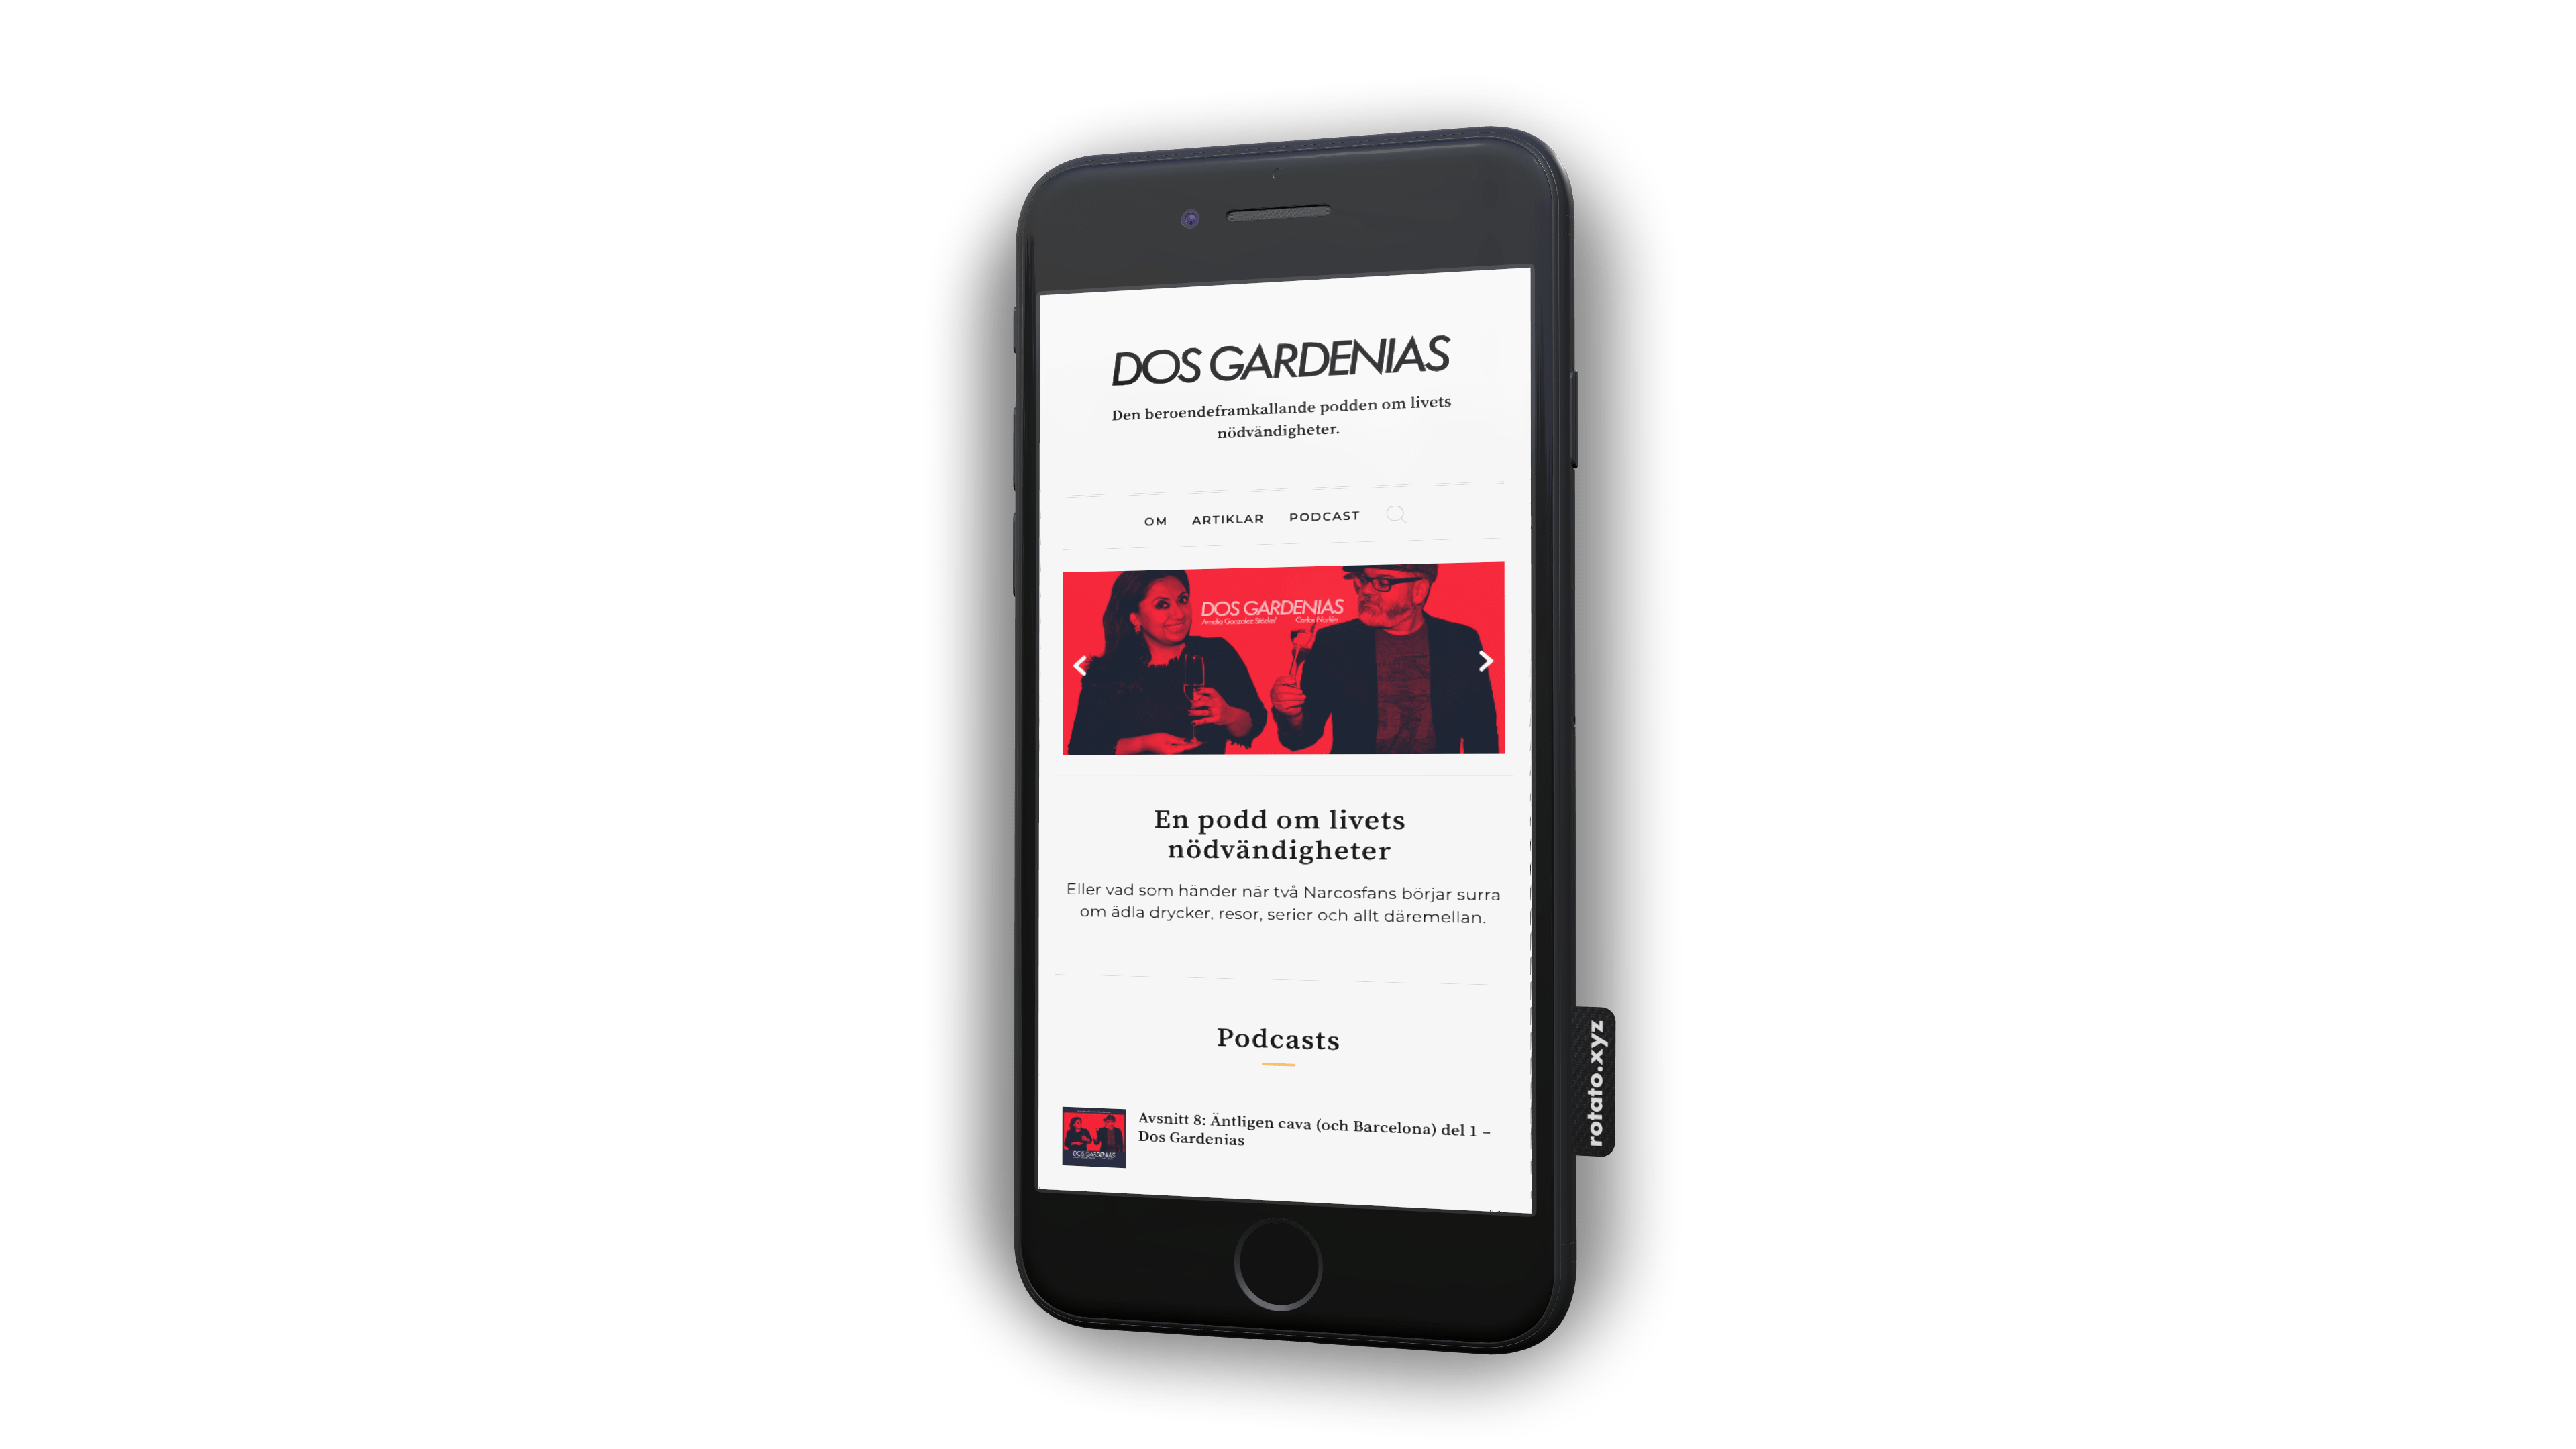 DOS GARDENIAS
Den beroendeframkallande podden om livets
nödvändigheter.
OM ARTIKLAR PODCAST
DOS GARDENIAS
Amelia Gonzalez Stöckel Carlos Norlén
En podd om livets
nödvändigheter
Eller vad som händer när två Narcosfans börjar surra
om ädla drycker, resor, serier och allt däremellan.
Podcasts
Avsnitt 8: Äntligen cava (och Barcelona) del 1 –
Dos Gardenias
DOS GARDENIAS
rotato.xyz